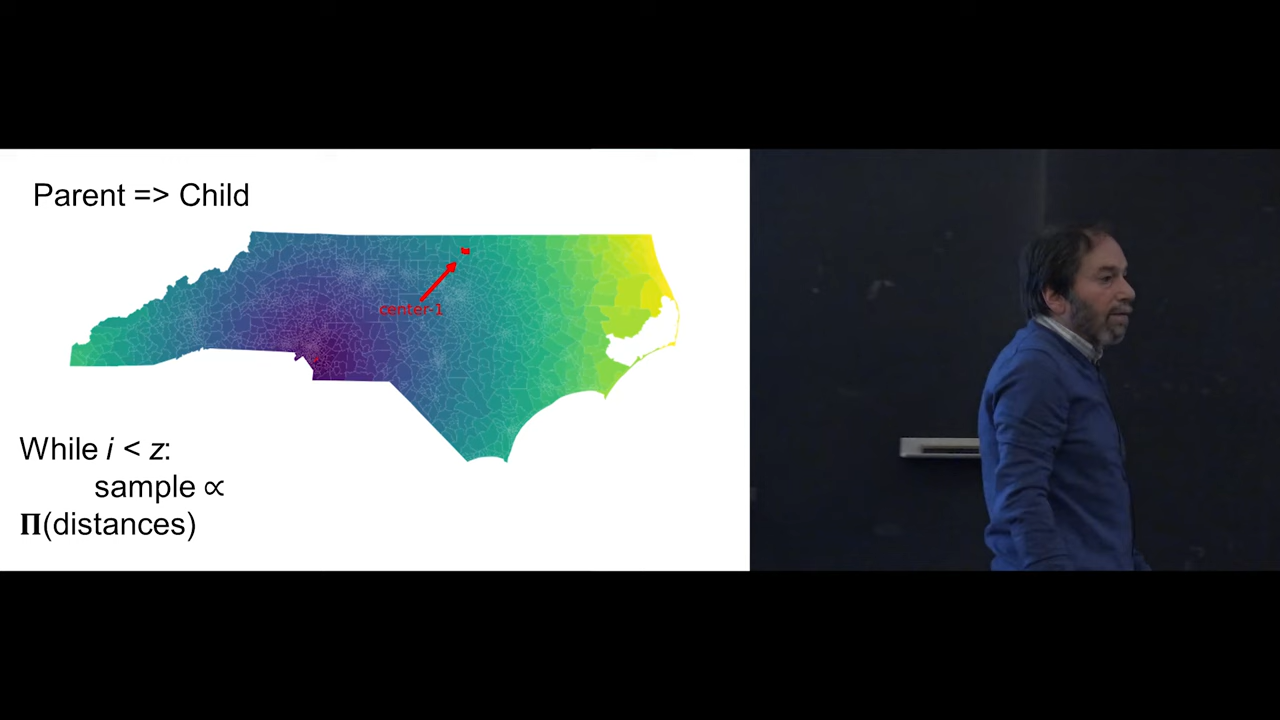 Parent => Child
center-1
While i < z:
sample ∝
Π(distances)